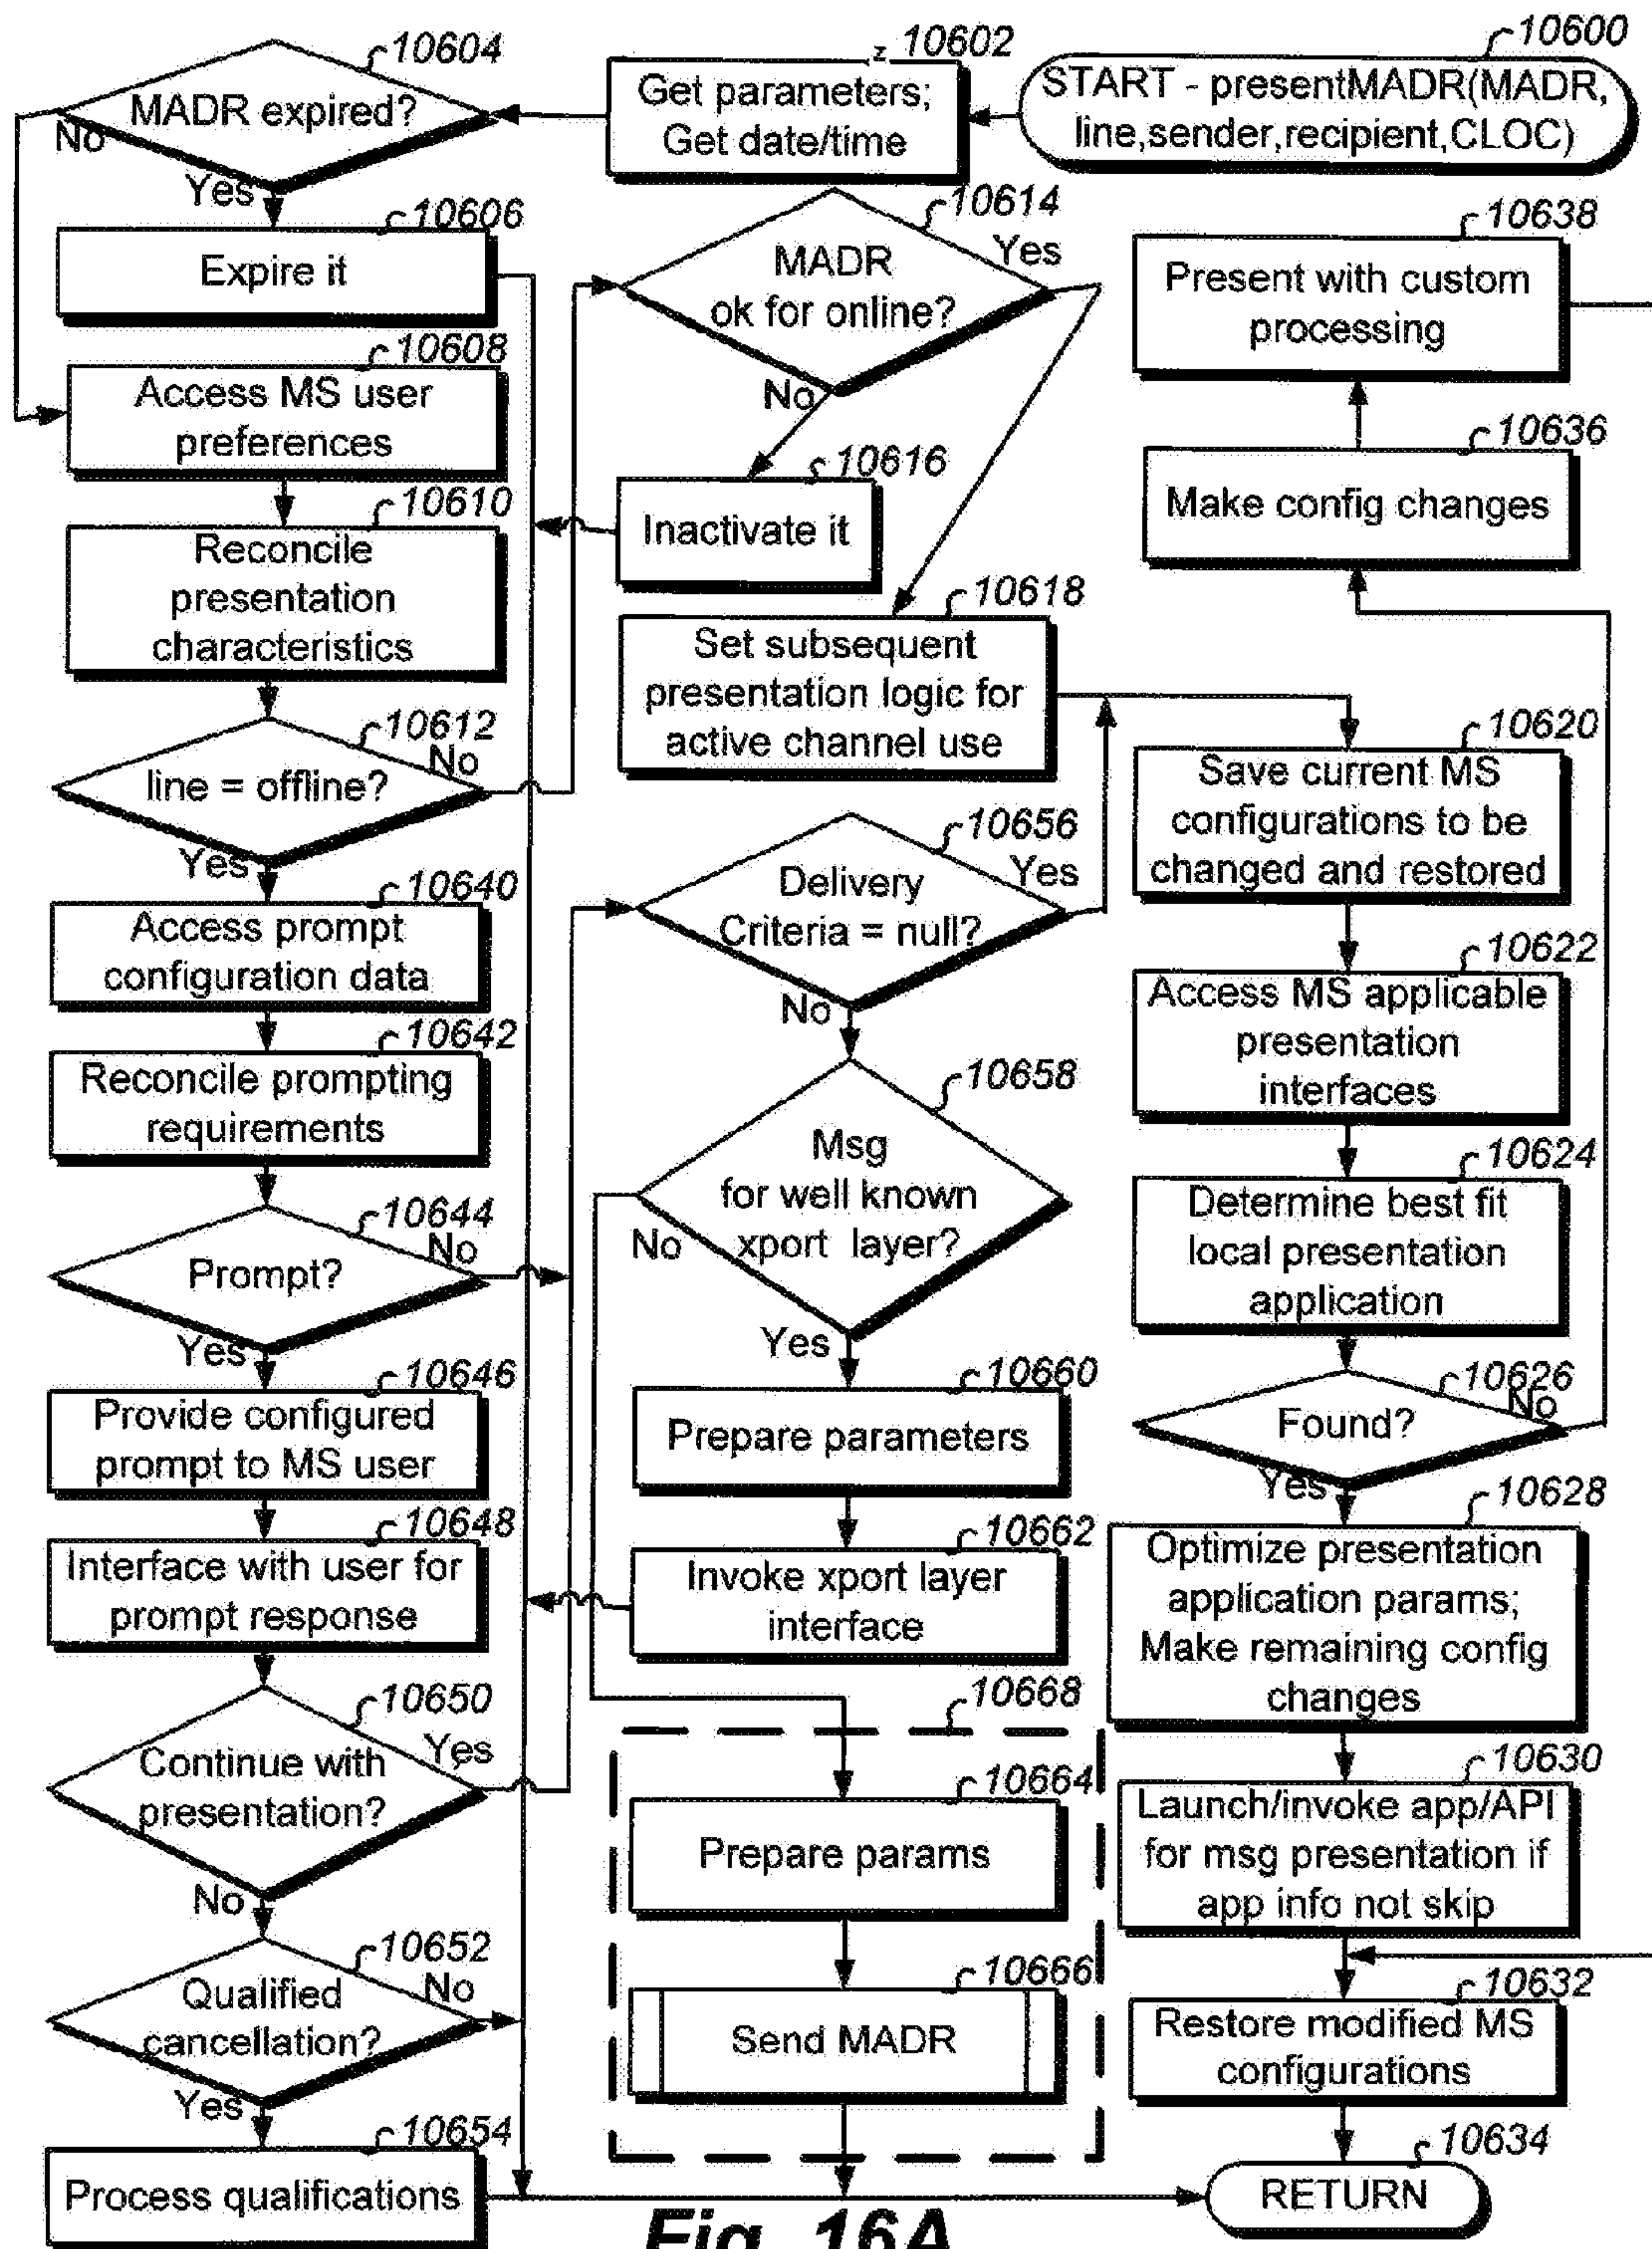 10600
START - presentMADR(MADR,
line,sender,recipient,CLOC)
10602
Get parameters;
Get date/time
10604
MADR expired?
No
Yes
10606
Expire it
10608
Access MS user
preferences
10610
Reconcile
presentation
characteristics
10612
line = offline?
No
Yes
10640
Access prompt
configuration data
10642
Reconcile prompting
requirements
10644
Prompt?
No
Yes
10646
Provide configured
prompt to MS user
10648
Interface with user for
prompt response
10650
Continue with
presentation?
Yes
No
10652
Qualified
cancellation?
No
Yes
10654
Process qualifications
10614
MADR
ok for online?
Yes
No
10616
Inactivate it
10618
Set subsequent
presentation logic for
active channel use
10656
Delivery
Criteria = null?
Yes
No
10658
Msg
for well known
xport layer?
No
Yes
10660
Prepare parameters
10662
Invoke xport layer
interface
10668
10664
Prepare params
10666
Send MADR
10638
Present with custom
processing
10636
Make config changes
10620
Save current MS
configurations to be
changed and restored
10622
Access MS applicable
presentation
interfaces
10624
Determine best fit
local presentation
application
10626
Found?
No
Yes
10628
Optimize presentation
application params;
Make remaining config
changes
10630
Launch/invoke app/API
for msg presentation if
app info not skip
10632
Restore modified MS
configurations
10634
RETURN
Fig. 16A